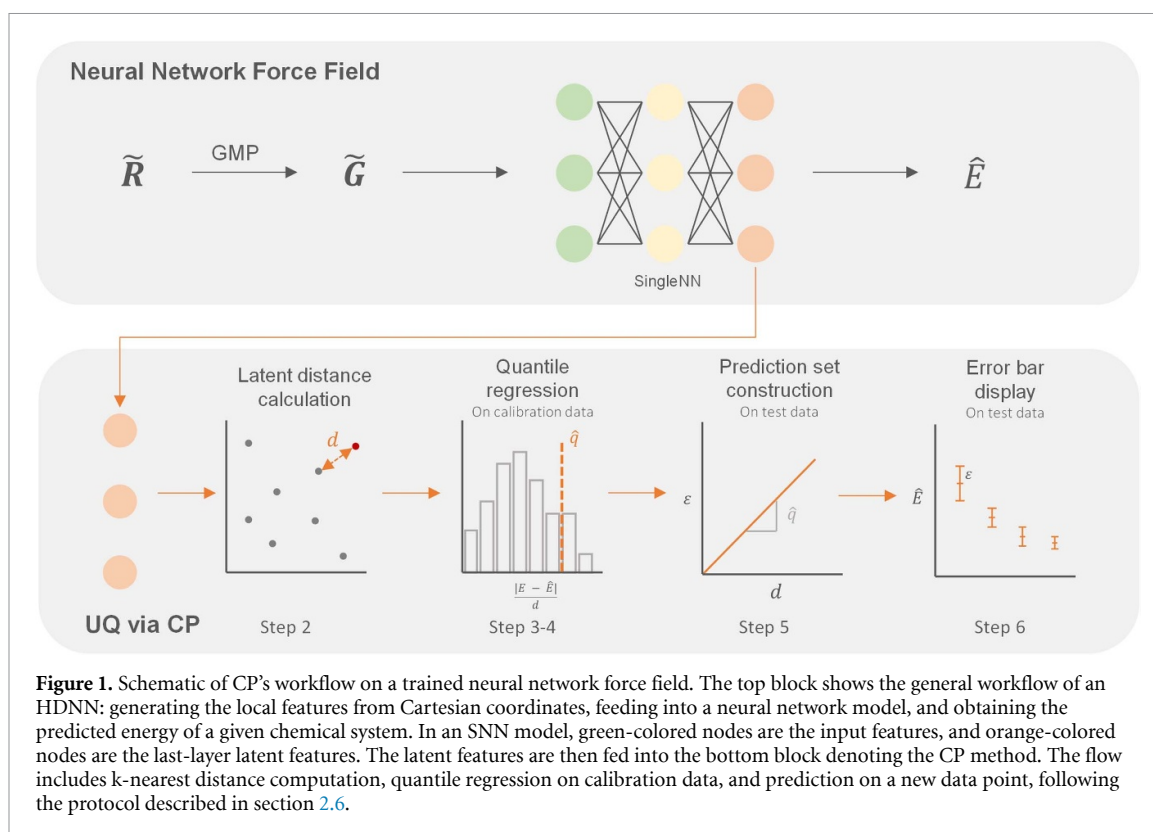 Neural Network Force Field
R̃
GMP
G̃
Ê
SingleNN
Latent distance
calculation
d
Quantile
regression
On calibration data
q̂
|E − Ê|
d
Prediction set
construction
On test data
ε
q̂
d
Error bar
display
On test data
Ê
ε
UQ via CP
Step 2
Step 3-4
Step 5
Step 6
Figure 1. Schematic of CP's workflow on a trained neural network force field. The top block shows the general workflow of an
HDNN: generating the local features from Cartesian coordinates, feeding into a neural network model, and obtaining the
predicted energy of a given chemical system. In an SNN model, green-colored nodes are the input features, and orange-colored
nodes are the last-layer latent features. The latent features are then fed into the bottom block denoting the CP method. The flow
includes k-nearest distance computation, quantile regression on calibration data, and prediction on a new data point, following
the protocol described in section 2.6.